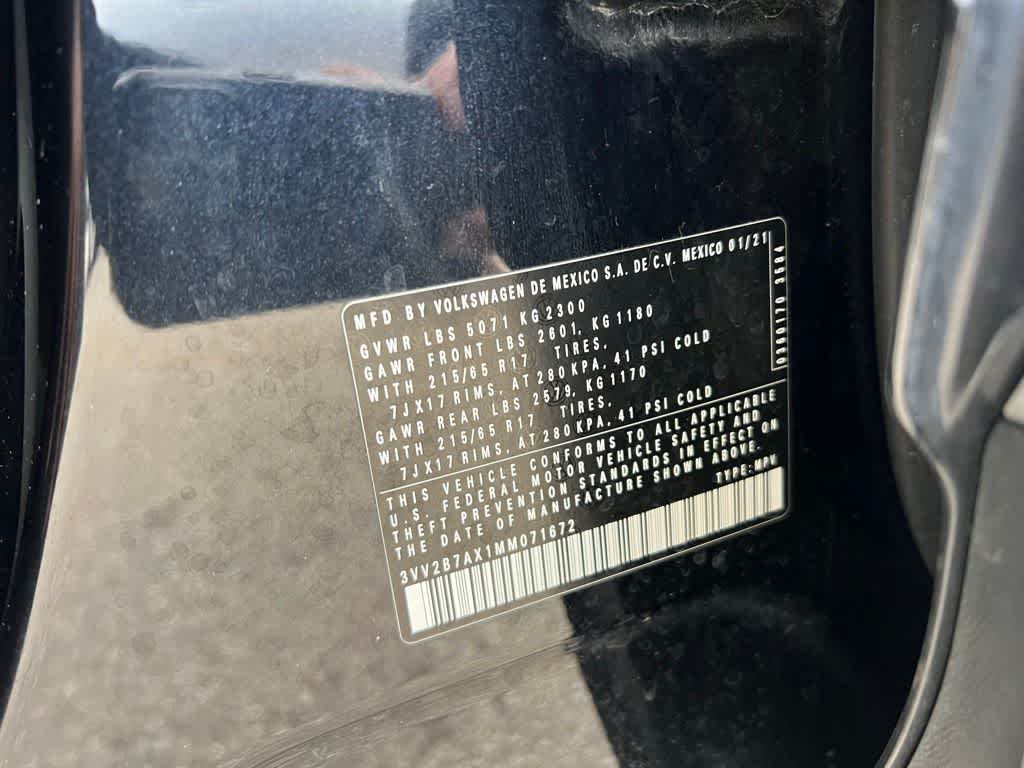 MFD BY VOLKSWAGEN DE MEXICO S.A. DE C.V. MEXICO 01/21
GVWR LBS 5071 KG 2300
GAWR FRONT LBS 2601, KG 1180
WITH 215/65 R17 TIRES,
7JX17 RIMS, AT 280 KPA, 41 PSI COLD
GAWR REAR LBS 2579, KG 1170
WITH 215/65 R17 TIRES,
7JX17 RIMS, AT 280 KPA, 41 PSI COLD
THIS VEHICLE CONFORMS TO ALL APPLICABLE
U.S. FEDERAL MOTOR VEHICLE SAFETY AND
THEFT PREVENTION STANDARDS IN EFFECT ON
THE DATE OF MANUFACTURE SHOWN ABOVE.
3VV2B7AX1MM071672 TYPE: MPV
0360170 3584